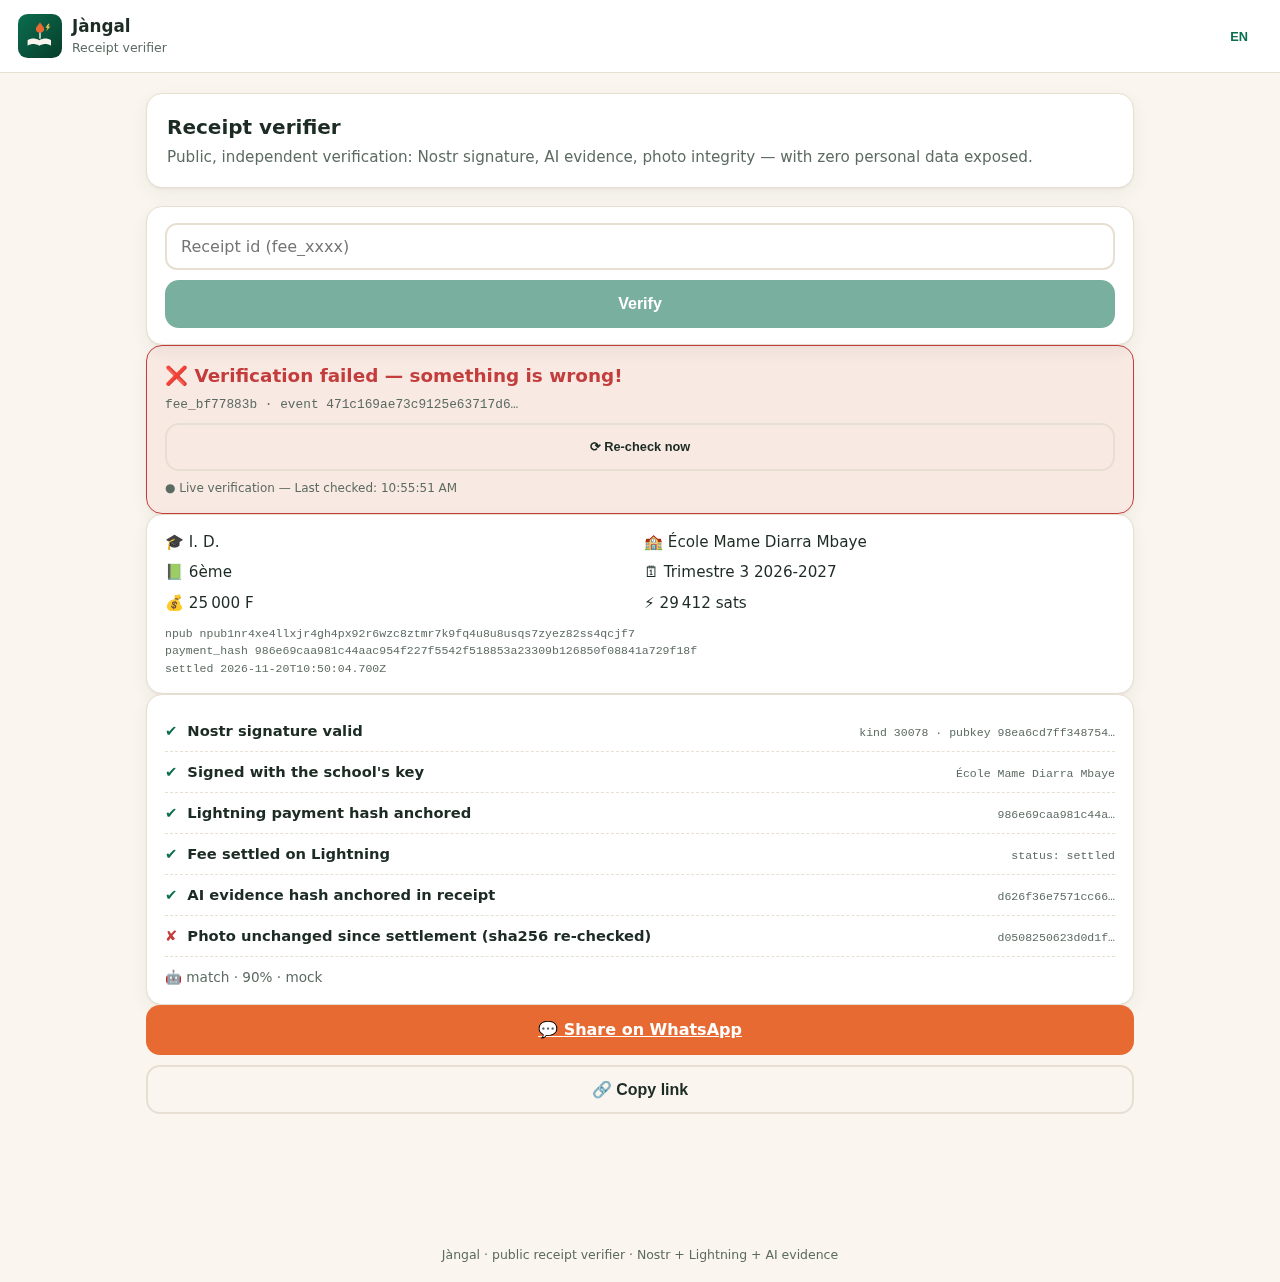 Jàngal
Receipt verifier
EN
Receipt verifier
Public, independent verification: Nostr signature, AI evidence, photo integrity — with zero personal data exposed.
Receipt id (fee_xxxx)
Verify
❌ Verification failed — something is wrong!
fee_bf77883b · event 471c169ae73c9125e63717d6…
⟳ Re-check now
● Live verification — Last checked: 10:55:51 AM
🎓 I. D.
🏫 École Mame Diarra Mbaye
📗 6ème
🗓 Trimestre 3 2026-2027
💰 25 000 F
⚡ 29 412 sats
npub npub1nr4xe4llxjr4gh4px92r6wzc8ztmr7k9fq4u8u8usqs7zyez82ss4qcjf7
payment_hash 986e69caa981c44aac954f227f5542f518853a23309b126850f08841a729f18f
settled 2026-11-20T10:50:04.700Z
✔ Nostr signature valid
kind 30078 · pubkey 98ea6cd7ff348754…
✔ Signed with the school's key
École Mame Diarra Mbaye
✔ Lightning payment hash anchored
986e69caa981c44a…
✔ Fee settled on Lightning
status: settled
✔ AI evidence hash anchored in receipt
d626f36e7571cc66…
✘ Photo unchanged since settlement (sha256 re-checked)
d0508250623d0d1f…
🤖 match · 90% · mock
💬 Share on WhatsApp
🔗 Copy link
Jàngal · public receipt verifier · Nostr + Lightning + AI evidence